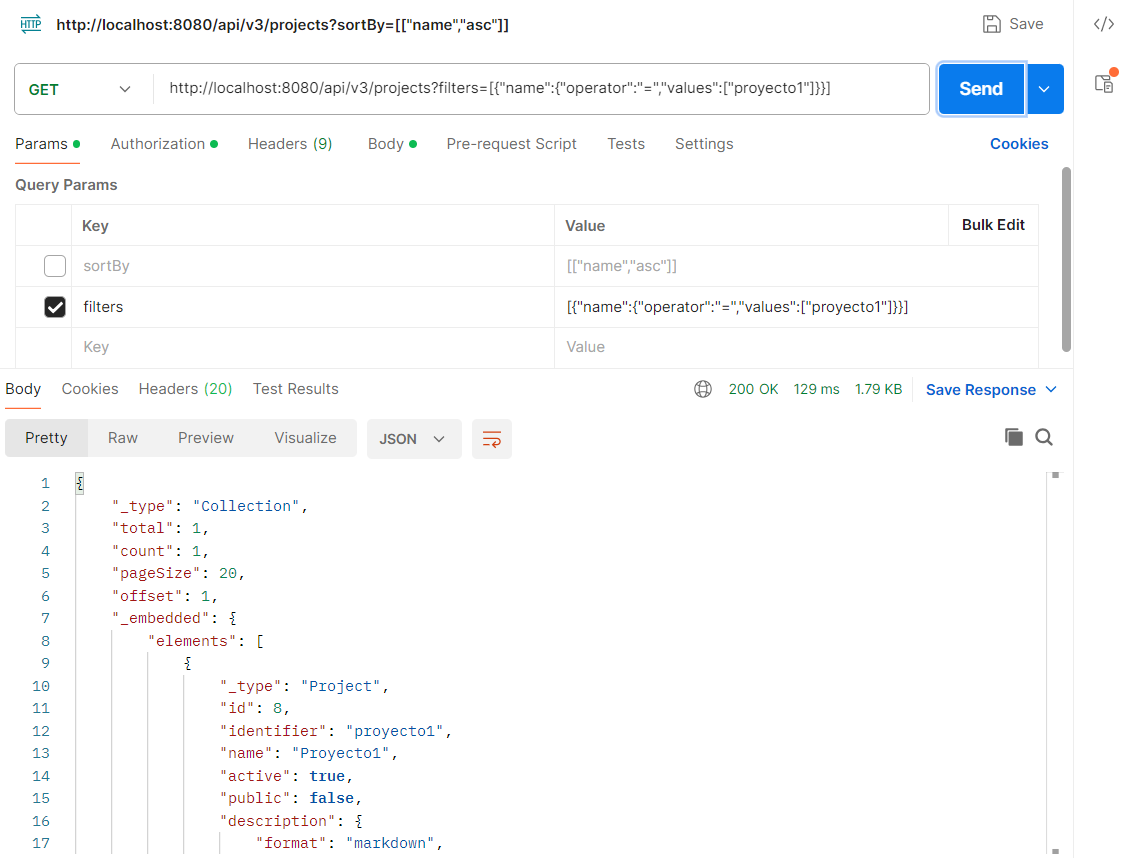 HTTP http://localhost:8080/api/v3/projects?sortBy=[["name","asc"]] Save
GET http://localhost:8080/api/v3/projects?filters=[{"name":{"operator":"=","values":["proyecto1"]}}] Send
Params Authorization Headers (9) Body Pre-request Script Tests Settings Cookies
Query Params
Key Value Bulk Edit
sortBy [["name","asc"]]
filters [{"name":{"operator":"=","values":["proyecto1"]}}]
Key Value
Body Cookies Headers (20) Test Results 200 OK 129 ms 1.79 KB Save Response
Pretty Raw Preview Visualize JSON
1 {
2 "_type": "Collection",
3 "total": 1,
4 "count": 1,
5 "pageSize": 20,
6 "offset": 1,
7 "_embedded": {
8 "elements": [
9 {
10 "_type": "Project",
11 "id": 8,
12 "identifier": "proyecto1",
13 "name": "Proyecto1",
14 "active": true,
15 "public": false,
16 "description": {
17 "format": "markdown",